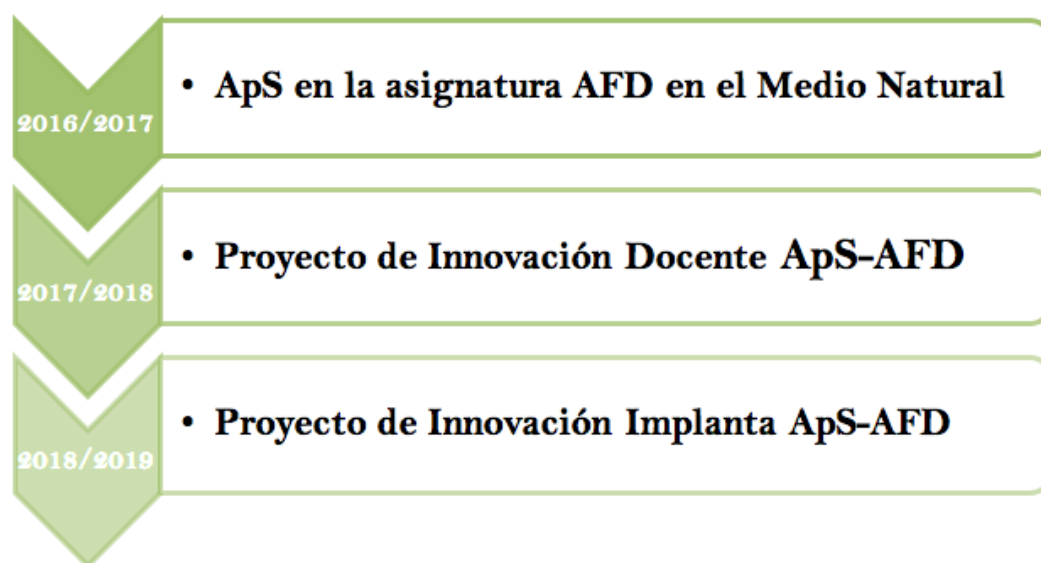 2016/2017
• ApS en la asignatura AFD en el Medio Natural
2017/2018
• Proyecto de Innovación Docente ApS-AFD
2018/2019
• Proyecto de Innovación Implanta ApS-AFD